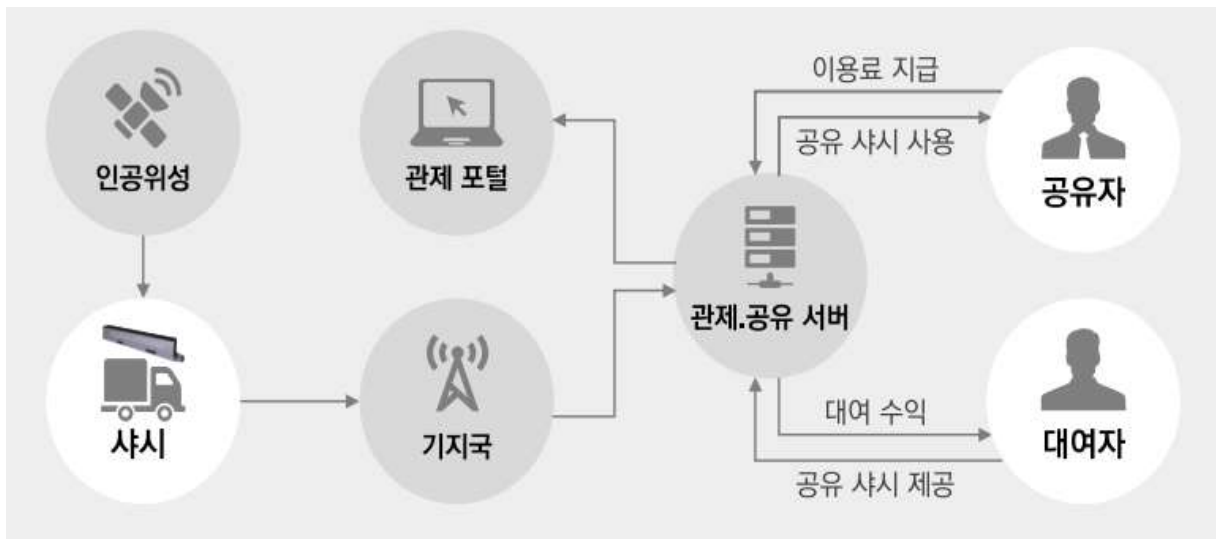 이용료 지급
공유 샤시 사용
인공위성
관제 포털
공유자
관제.공유 서버
샤시
기지국
대여 수익
대여자
공유 샤시 제공